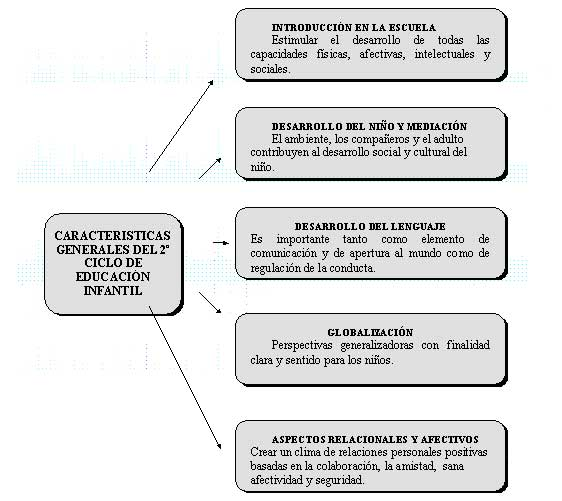 INTRODUCCIÓN EN LA ESCUELA
Estimular el desarrollo de todas las
capacidades físicas, afectivas, intelectuales y
sociales.
DESARROLLO DEL NIÑO Y MEDIACIÓN
El ambiente, los compañeros y el adulto
contribuyen al desarrollo social y cultural del
niño.
CARACTERISTICAS
GENERALES DEL 2º
CICLO DE
EDUCACIÓN
INFANTIL
DESARROLLO DEL LENGUAJE
Es importante tanto como elemento de
comunicación y de apertura al mundo como de
regulación de la conducta.
GLOBALIZACIÓN
Perspectivas generalizadoras con finalidad
clara y sentido para los niños.
ASPECTOS RELACIONALES Y AFECTIVOS
Crear un clima de relaciones personales positivas
basadas en la colaboración, la amistad, sana
afectividad y seguridad.